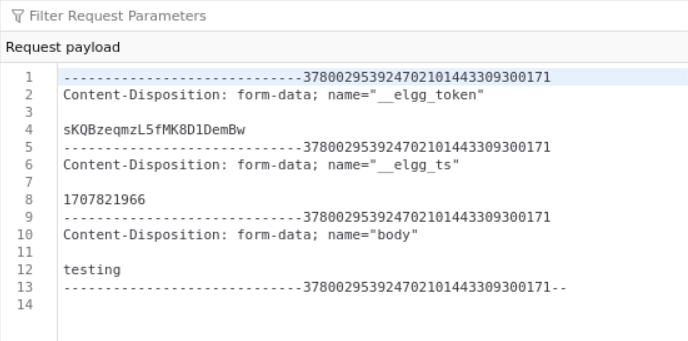 Filter Request Parameters
Request payload
1 -----------------------------378002953924702101443309300171
2 Content-Disposition: form-data; name="__elgg_token"
3
4 sKQBzeqmzL5fMK8D1DemBw
5 -----------------------------378002953924702101443309300171
6 Content-Disposition: form-data; name="__elgg_ts"
7
8 1707821966
9 -----------------------------378002953924702101443309300171
10 Content-Disposition: form-data; name="body"
11
12 testing
13 -----------------------------378002953924702101443309300171--
14